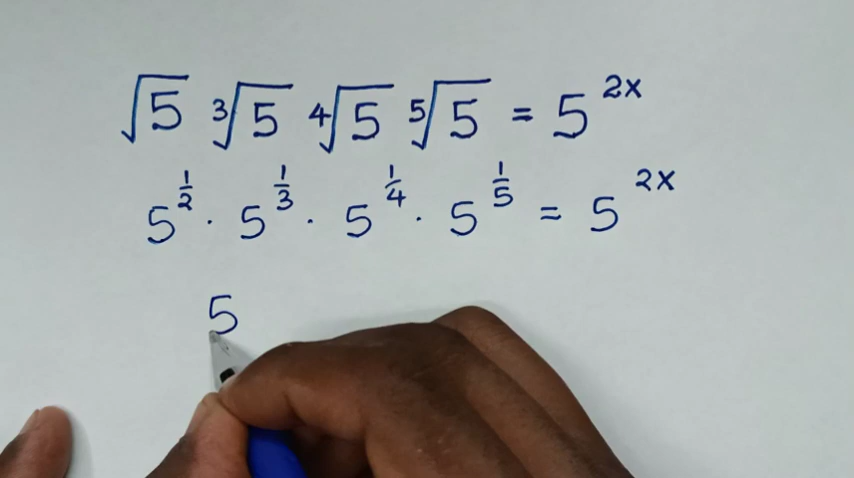 √5 ∛5 ∜5 ⁵√5 = 5^{2x}
5^{1/2} · 5^{1/3} · 5^{1/4} · 5^{1/5} = 5^{2x}
5